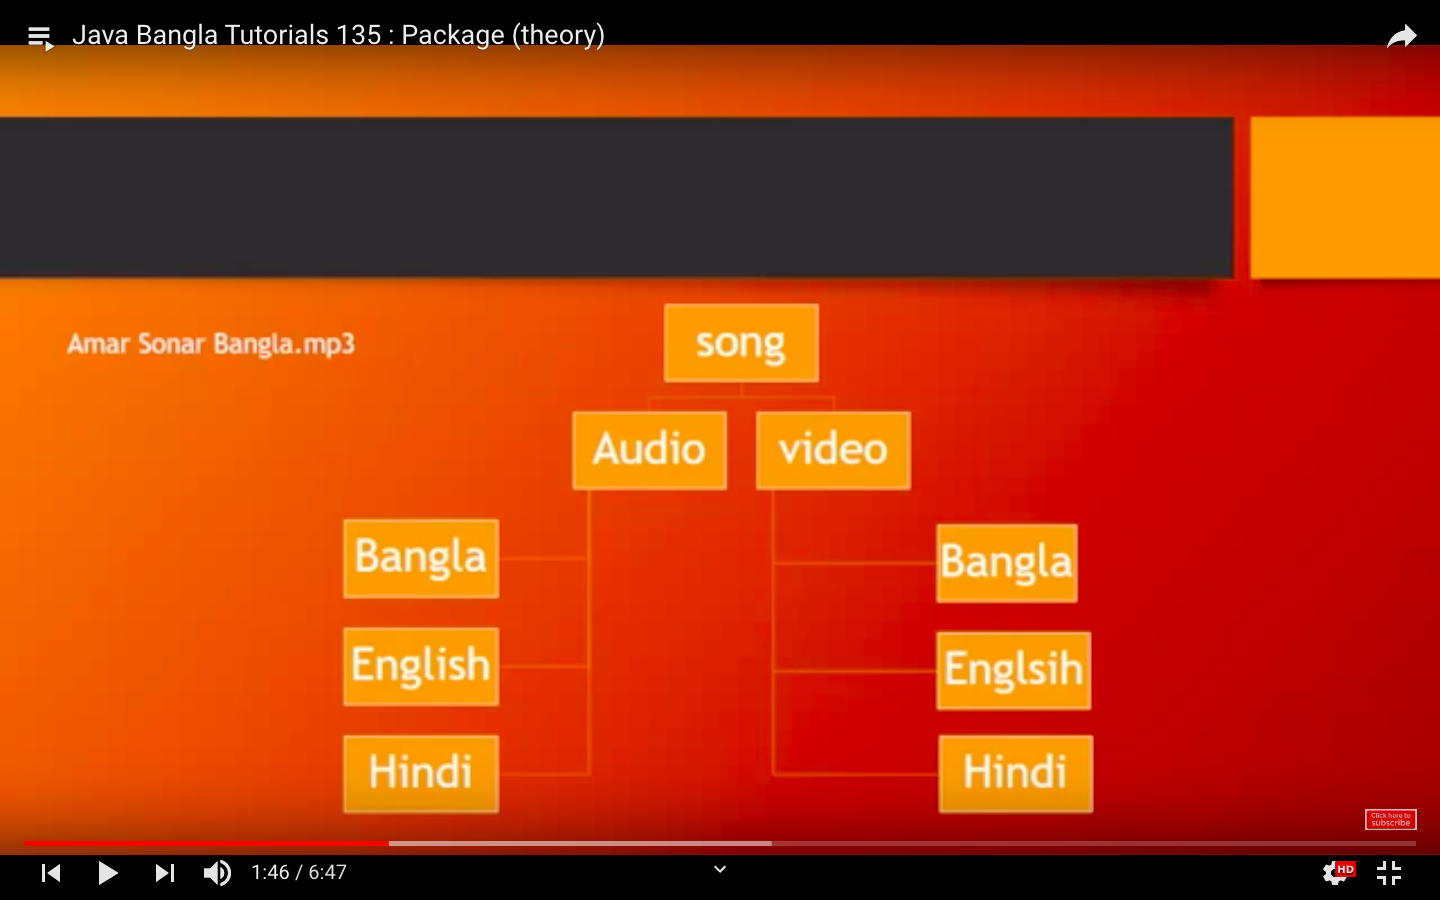 Java Bangla Tutorials 135 : Package (theory)
Amar Sonar Bangla.mp3
song
Audio
video
Bangla
Bangla
English
Englsih
Hindi
Hindi
Click here to
subscribe
1:46 / 6:47
HD